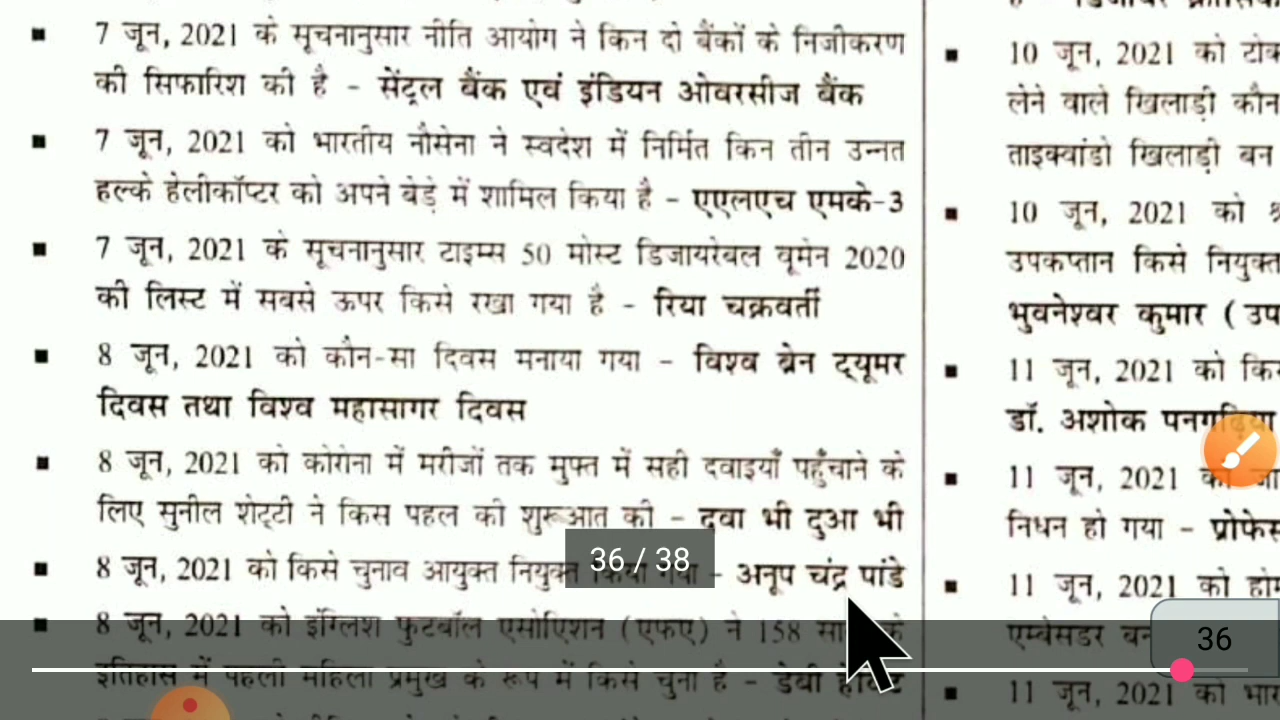 7 जून, 2021 के सूचनानुसार नीति आयोग ने किन दो बैंकों के निजीकरण
की सिफारिश की है - सेंट्रल बैंक एवं इंडियन ओवरसीज बैंक
7 जून, 2021 को भारतीय नौसेना ने स्वदेश में निर्मित किन तीन उन्नत
हल्के हेलीकॉप्टर को अपने बेड़े में शामिल किया है - एएलएच एमके-3
7 जून, 2021 के सूचनानुसार टाइम्स 50 मोस्ट डिजायरेबल वूमेन 2020
की लिस्ट में सबसे ऊपर किसे रखा गया है - रिया चक्रवर्ती
8 जून, 2021 को कौन-सा दिवस मनाया गया - विश्व ब्रेन ट्यूमर
दिवस तथा विश्व महासागर दिवस
8 जून, 2021 को कोरोना में मरीजों तक मुफ्त में सही दवाइयाँ पहुँचाने के
लिए सुनील शेट्टी ने किस पहल की शुरूआत की - दवा भी दुआ भी
8 जून, 2021 को किसे चुनाव आयुक्त नियुक्त किया गया - अनूप चंद्र पांडे
8 जून, 2021 को इंग्लिश फुटबॉल एसोएिशन (एफए) ने 158 के
इतिहास में पहली महिला प्रमुख के रूप में किसे चुना है - डेबी
10 जून, 2021 को
लेने वाले खिलाड़ी कौन
ताइक्वांडो खिलाड़ी बन
10 जून, 2021 को
उपकप्तान किसे नियुक्त
भुवनेश्वर कुमार ( उप
11 जून, 2021 को
डॉ. अशोक पनगढ़िया
11 जून, 2021
निधन हो गया - प्रोफेस
11 जून, 2021 को
एम्बेसडर बन
11 जून, 2021 को भार
36 / 38
36